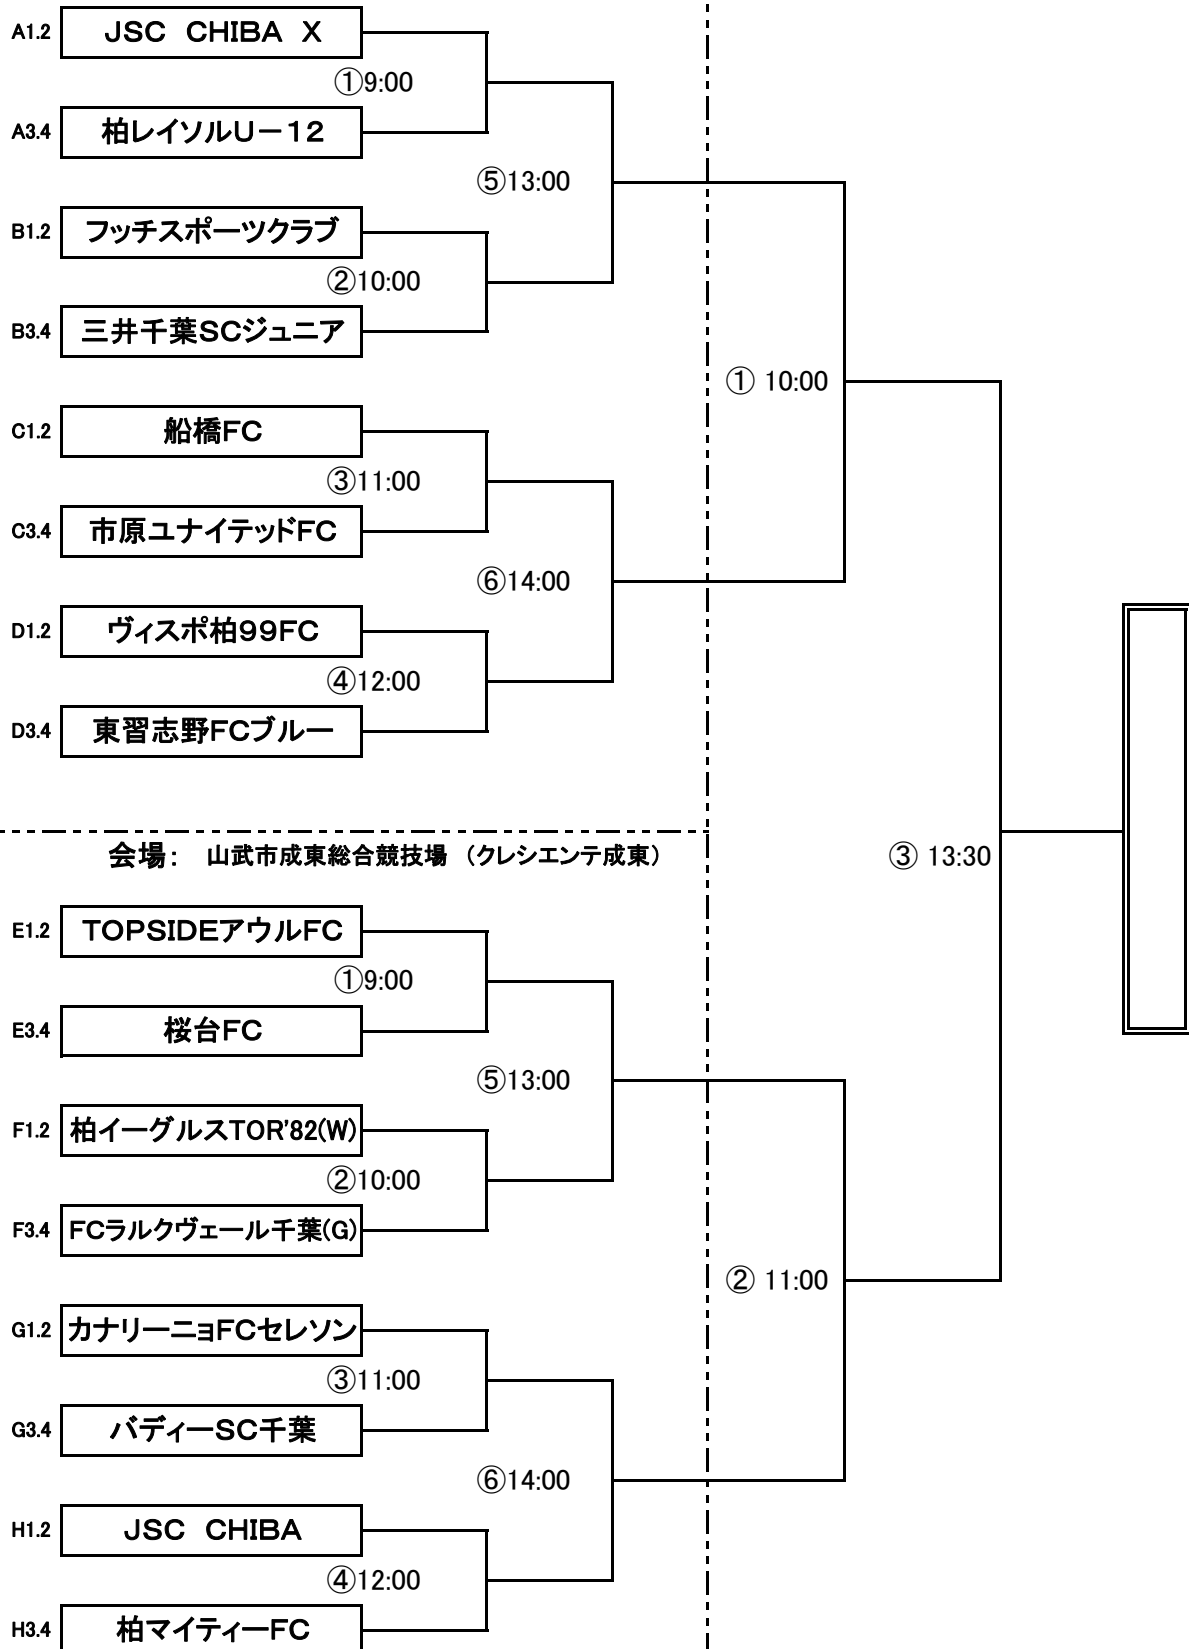 A1.2 JSC CHIBA X
①9:00
A3.4 柏レイソルU－12
⑤13:00
B1.2 フッチスポーツクラブ
②10:00
B3.4 三井千葉SCジュニア
① 10:00
C1.2 船橋FC
③11:00
C3.4 市原ユナイテッドFC
⑥14:00
D1.2 ヴィスポ柏99FC
④12:00
D3.4 東習志野FCブルー
会場： 山武市成東総合競技場 （クレシエンテ成東）
③ 13:30
E1.2 TOPSIDEアウルFC
①9:00
E3.4 桜台FC
⑤13:00
F1.2 柏イーグルスTOR'82(W)
②10:00
F3.4 FCラルクヴェール千葉(G)
② 11:00
G1.2 カナリーニョFCセレソン
③11:00
G3.4 バディーSC千葉
⑥14:00
H1.2 JSC CHIBA
④12:00
H3.4 柏マイティーFC